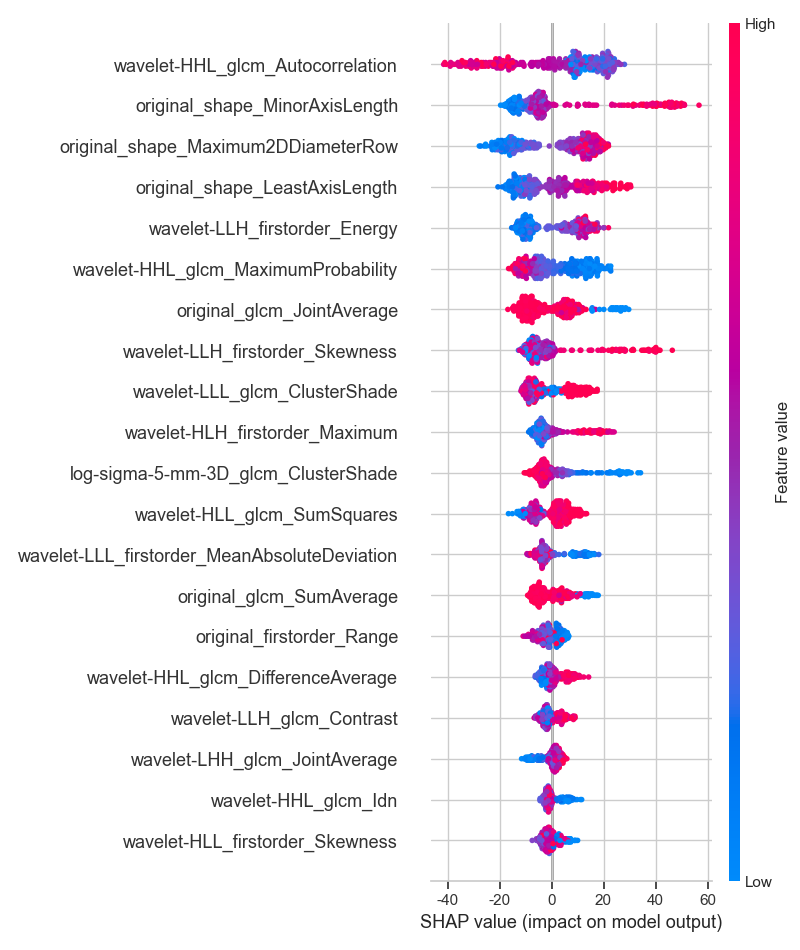 High
wavelet-HHL_glcm_Autocorrelation
original_shape_MinorAxisLength
original_shape_Maximum2DDiameterRow
original_shape_LeastAxisLength
wavelet-LLH_firstorder_Energy
wavelet-HHL_glcm_MaximumProbability
original_glcm_JointAverage
wavelet-LLH_firstorder_Skewness
wavelet-LLL_glcm_ClusterShade
wavelet-HLH_firstorder_Maximum
log-sigma-5-mm-3D_glcm_ClusterShade
wavelet-HLL_glcm_SumSquares
wavelet-LLL_firstorder_MeanAbsoluteDeviation
original_glcm_SumAverage
original_firstorder_Range
wavelet-HHL_glcm_DifferenceAverage
wavelet-LLH_glcm_Contrast
wavelet-LHH_glcm_JointAverage
wavelet-HHL_glcm_Idn
wavelet-HLL_firstorder_Skewness
Feature value
Low
-40 -20 0 20 40 60
SHAP value (impact on model output)